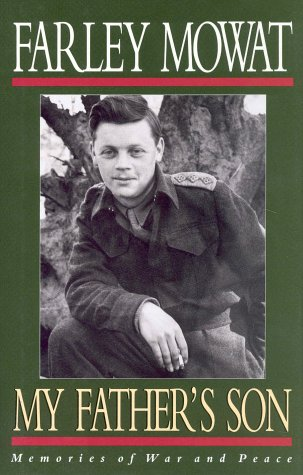 FARLEY MOWAT
MY FATHER'S SON
Memories of War and Peace